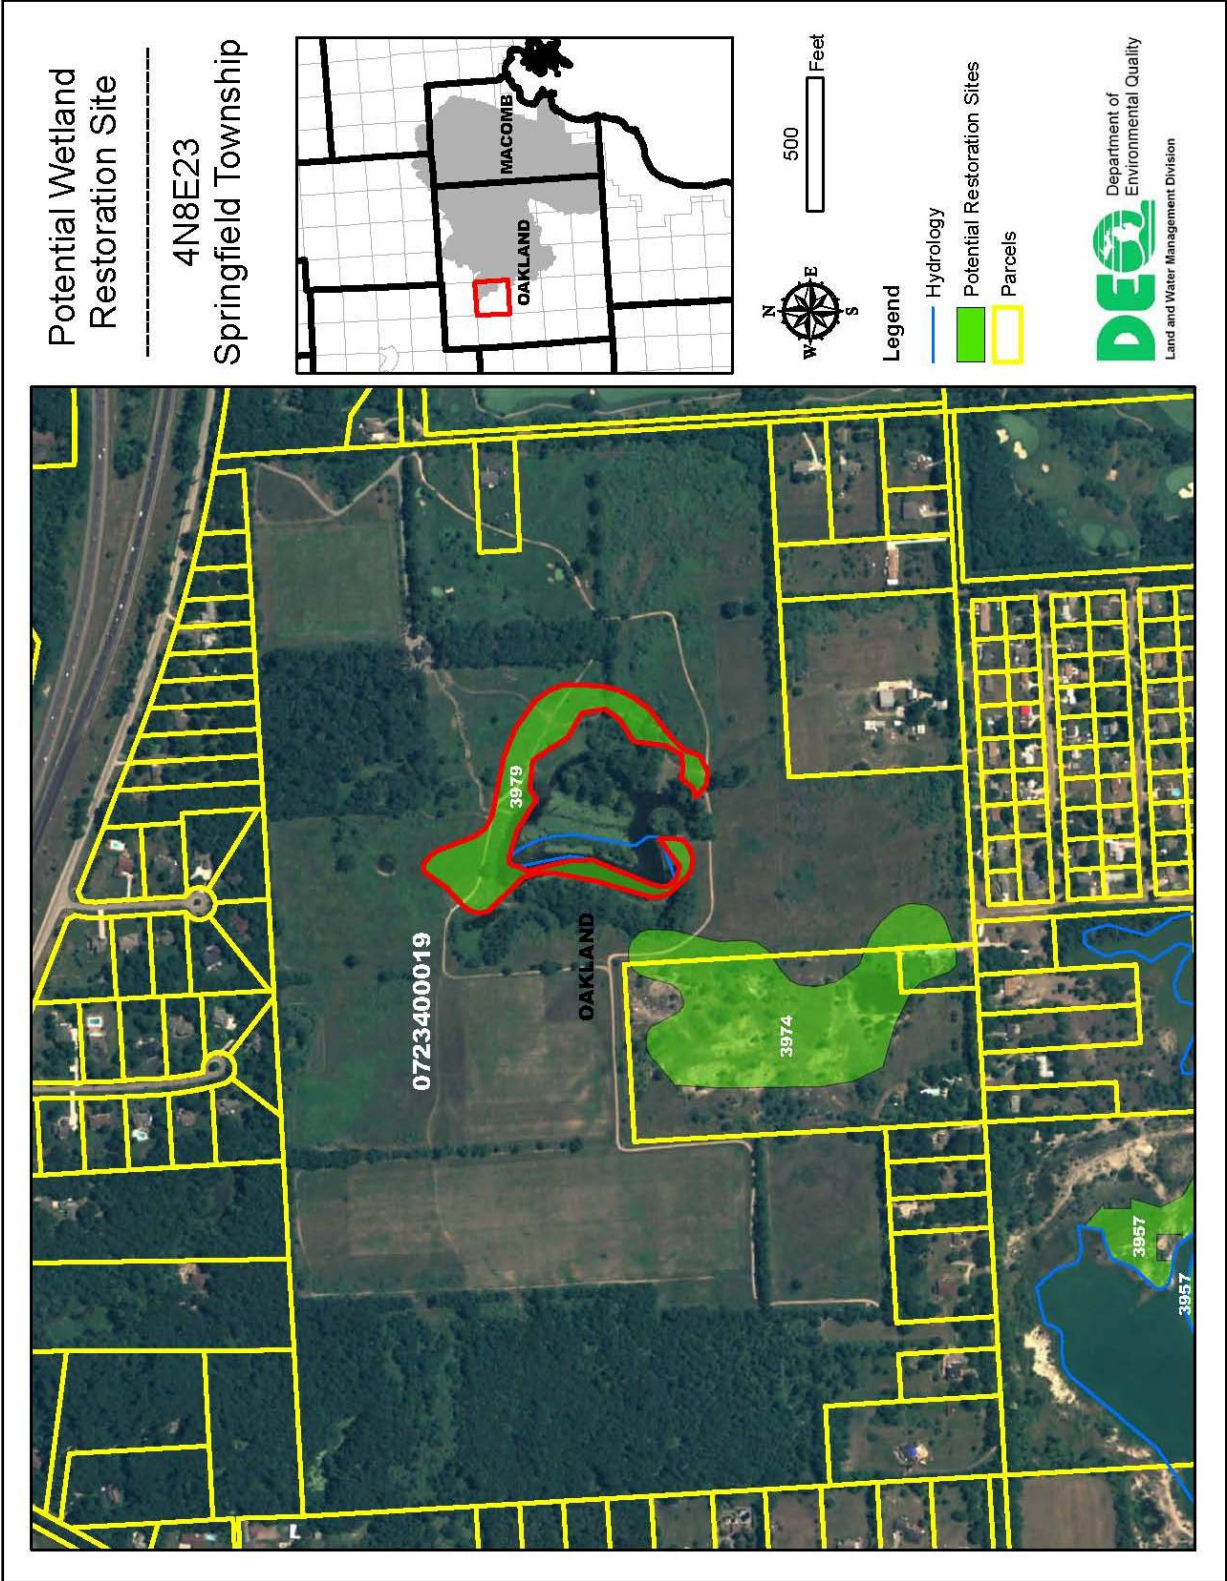 Potential Wetland
Restoration Site
4N8E23
Springfield Township
MACOMB
OAKLAND
500
Feet
N
W
E
S
Legend
Hydrology
Potential Restoration Sites
Parcels
DEQ
Department of
Environmental Quality
Land and Water Management Division
0723400019
3979
OAKLAND
3974
3957
3957